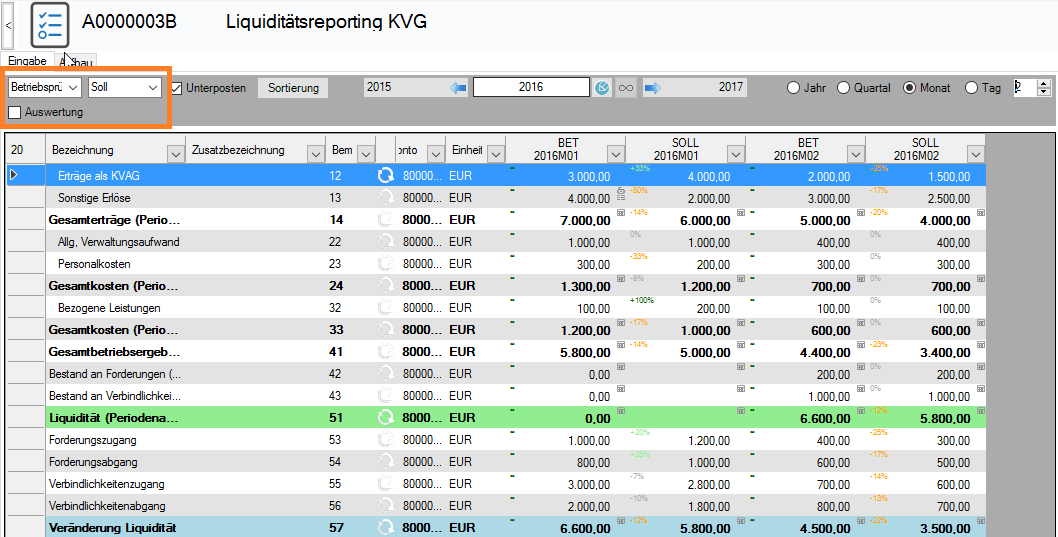 < A0000003B Liquiditätsreporting KVG
Eingabe Aufbau
Betriebsprü Soll Unterposten Sortierung 2015 2016 2017 Jahr Quartal Monat Tag 2
Auswertung
20 Bezeichnung Zusatzbezeichnung Bem onto Einheit BET 2016M01 SOLL 2016M01 BET 2016M02 SOLL 2016M02
Erträge als KVAG 12 80000... EUR 3.000,00 +33% 4.000,00 2.000,00 -25% 1.500,00
Sonstige Erlöse 13 80000... EUR 4.000,00 -50% 2.000,00 3.000,00 -17% 2.500,00
Gesamterträge (Perio... 14 8000... EUR 7.000,00 -14% 6.000,00 5.000,00 -20% 4.000,00
Allg. Verwaltungsaufwand 22 80000... EUR 1.000,00 0% 1.000,00 400,00 0% 400,00
Personalkosten 23 80000... EUR 300,00 -33% 200,00 300,00 0% 300,00
Gesamtkosten (Perio... 24 8000... EUR 1.300,00 -8% 1.200,00 700,00 0% 700,00
Bezogene Leistungen 32 80000... EUR 100,00 +100% 200,00 100,00 0% 100,00
Gesamtkosten (Perio... 33 8000... EUR 1.200,00 -17% 1.000,00 600,00 0% 600,00
Gesamtbetriebsergeb... 41 8000... EUR 5.800,00 -14% 5.000,00 4.400,00 -23% 3.400,00
Bestand an Forderungen (... 42 80000... EUR 0,00 200,00 0% 200,00
Bestand an Verbindlichkei... 43 80000... EUR 0,00 1.000,00 0% 1.000,00
Liquidität (Periodena... 51 8000... EUR 0,00 6.600,00 -12% 5.800,00
Forderungszugang 53 80000... EUR 1.000,00 +20% 1.200,00 400,00 -25% 300,00
Forderungsabgang 54 80000... EUR 800,00 +25% 1.000,00 600,00 -17% 500,00
Verbindlichkeitenzugang 55 80000... EUR 3.000,00 -7% 2.800,00 700,00 -14% 600,00
Verbindlichkeitenabgang 56 80000... EUR 2.000,00 -10% 1.800,00 800,00 -13% 700,00
Veränderung Liquidität 57 8000... EUR 6.600,00 -12% 5.800,00 4.500,00 -22% 3.500,00